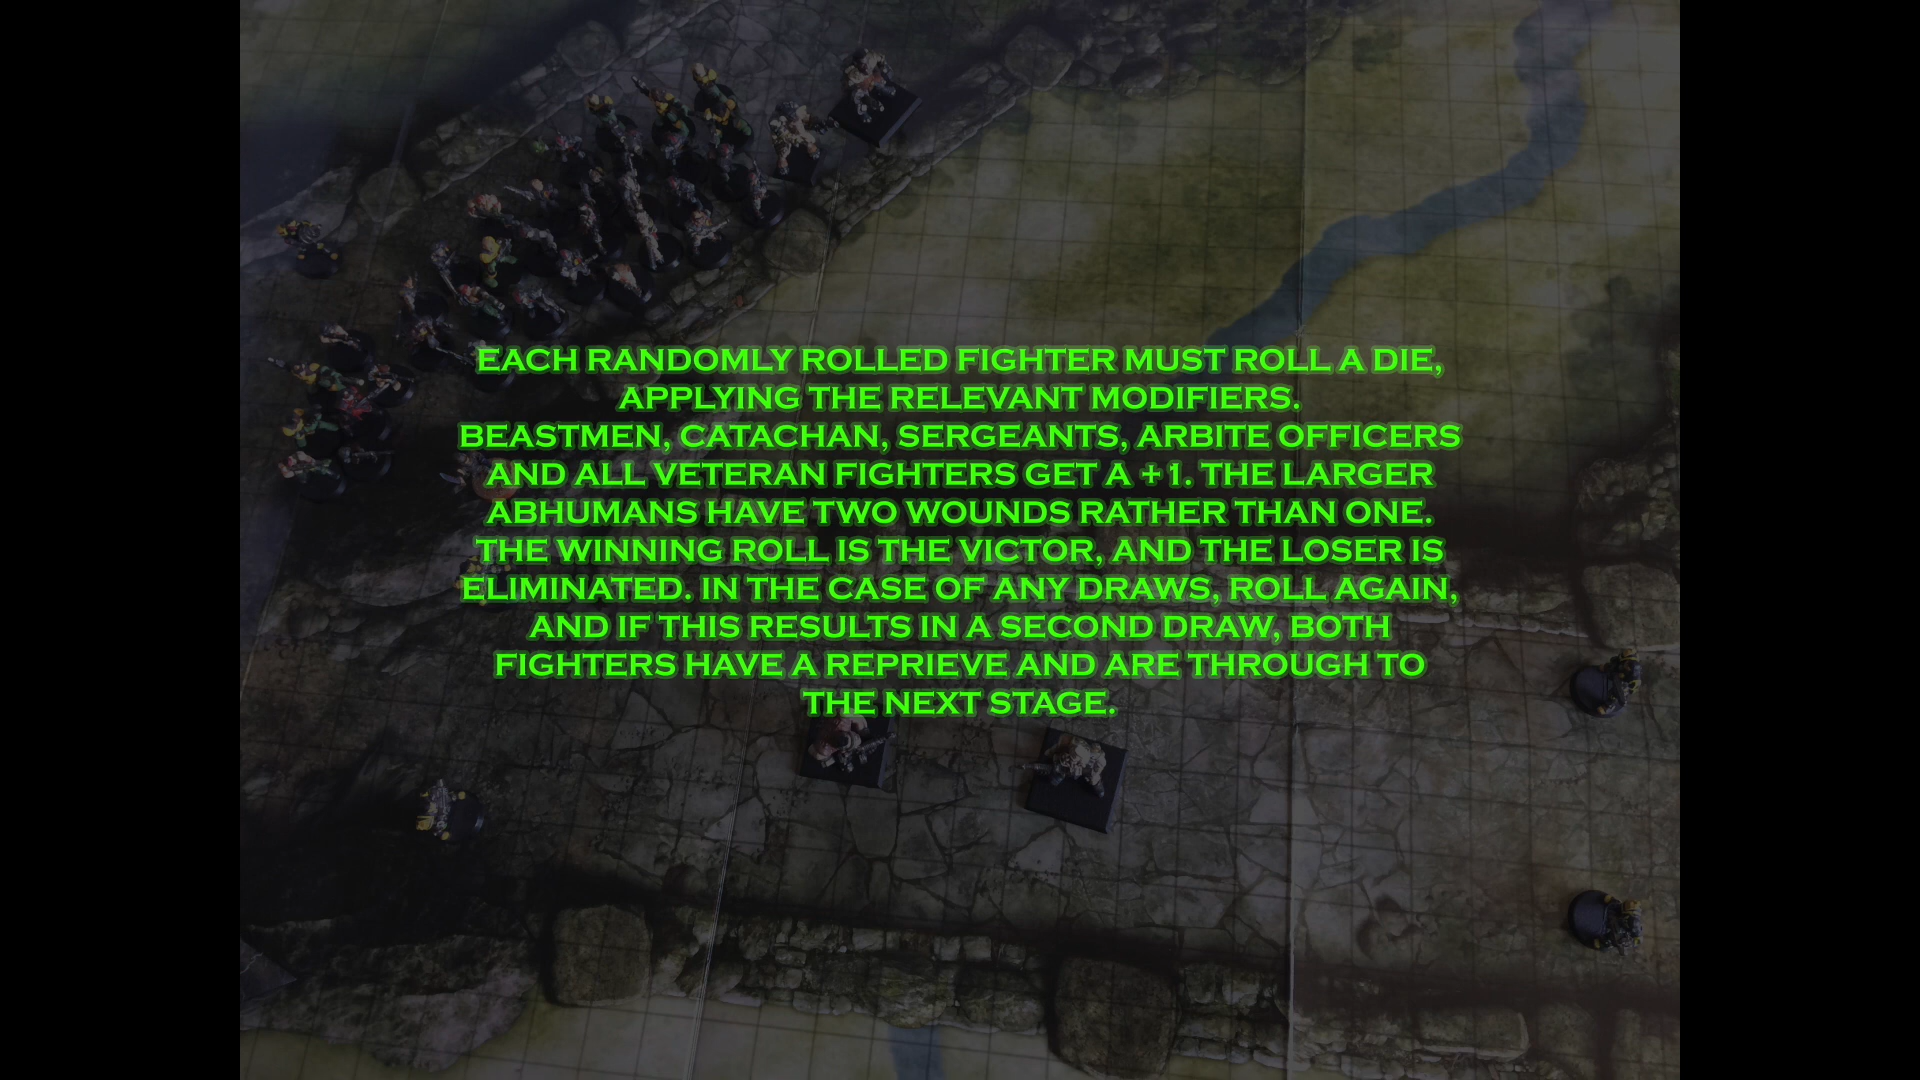 EACH RANDOMLY ROLLED FIGHTER MUST ROLL A DIE,
APPLYING THE RELEVANT MODIFIERS.
BEASTMEN, CATACHAN, SERGEANTS, ARBITE OFFICERS
AND ALL VETERAN FIGHTERS GET A +1. THE LARGER
ABHUMANS HAVE TWO WOUNDS RATHER THAN ONE.
THE WINNING ROLL IS THE VICTOR, AND THE LOSER IS
ELIMINATED. IN THE CASE OF ANY DRAWS, ROLL AGAIN,
AND IF THIS RESULTS IN A SECOND DRAW, BOTH
FIGHTERS HAVE A REPRIEVE AND ARE THROUGH TO
THE NEXT STAGE.